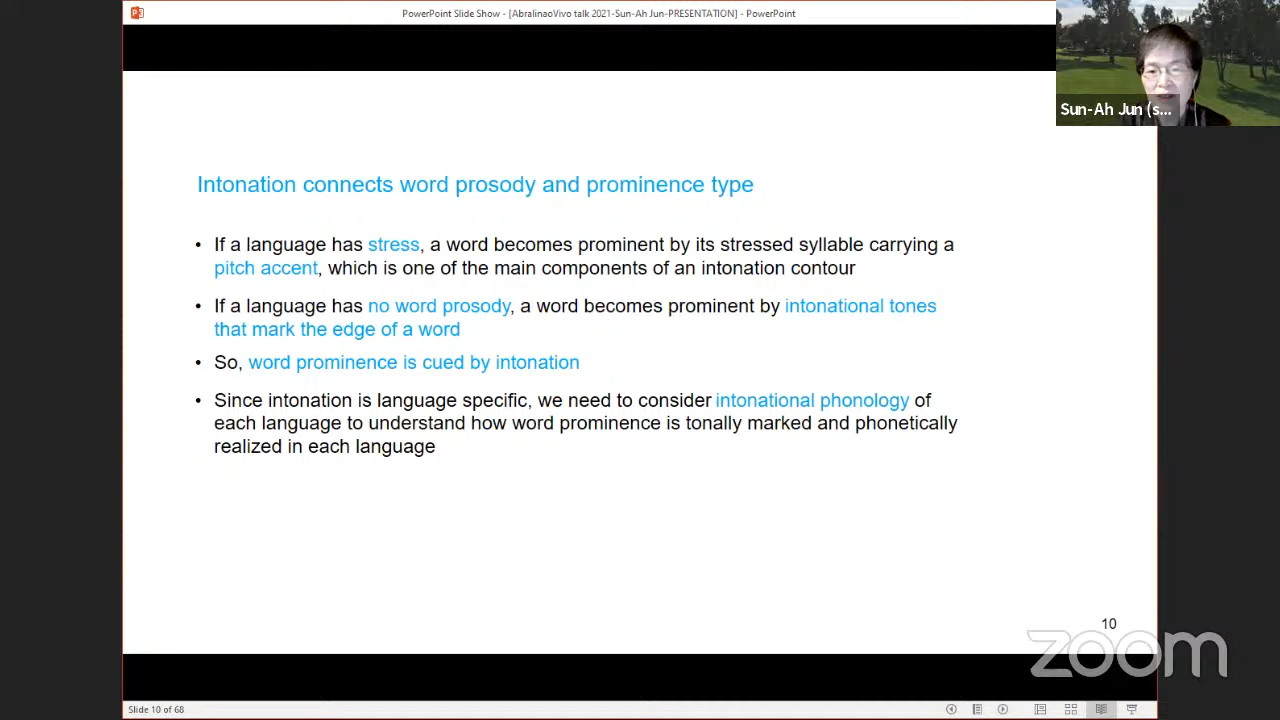 PowerPoint Slide Show - [AbralinaoVivo talk 2021-Sun-Ah Jun-PRESENTATION] - PowerPoint
Sun-Ah Jun (s...
Intonation connects word prosody and prominence type
• If a language has stress, a word becomes prominent by its stressed syllable carrying a
pitch accent, which is one of the main components of an intonation contour
• If a language has no word prosody, a word becomes prominent by intonational tones
that mark the edge of a word
• So, word prominence is cued by intonation
• Since intonation is language specific, we need to consider intonational phonology of
each language to understand how word prominence is tonally marked and phonetically
realized in each language
10
zoom
Slide 10 of 68